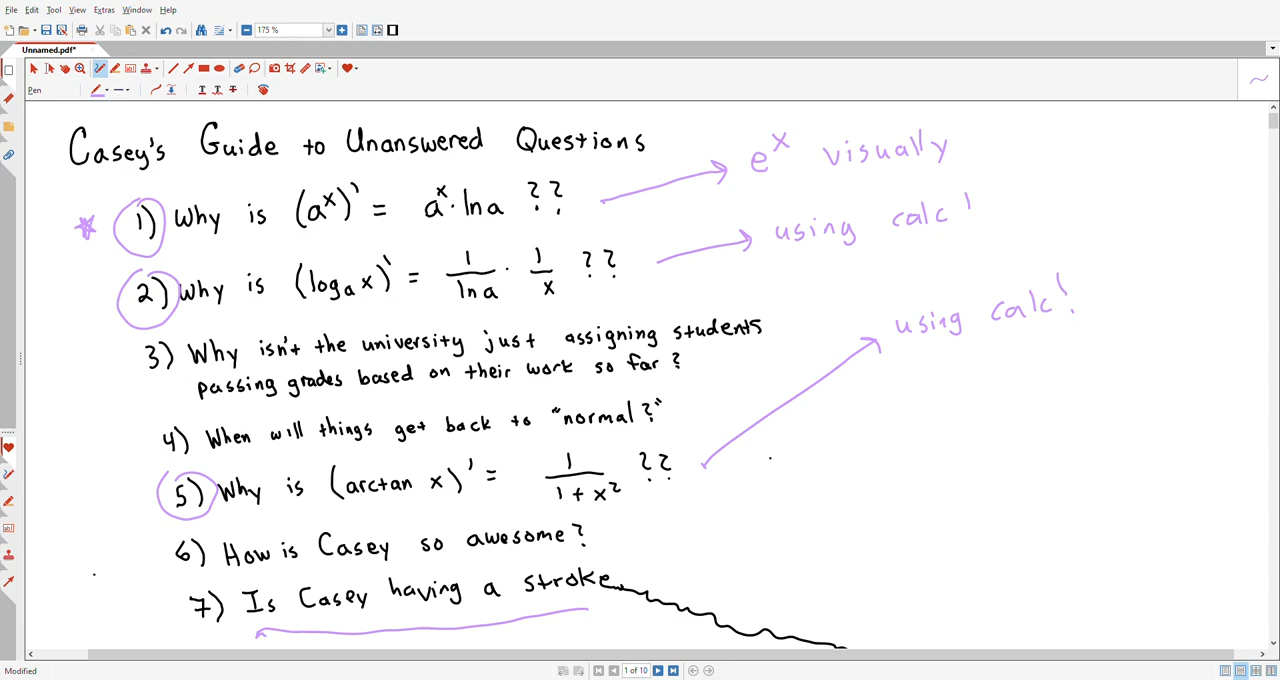 File Edit Tool View Extras Window Help
175 %
Unnamed.pdf*
Pen
Casey's Guide to Unanswered Questions
1) Why is (aˣ)' = aˣ · ln a ??
eˣ visually
2) Why is (logₐ x)' = 1/ln a · 1/x ??
using calc!
3) Why isn't the university just assigning students
passing grades based on their work so far?
4) When will things get back to "normal?"
5) Why is (arctan x)' = 1/(1 + x²) ??
using calc!
6) How is Casey so awesome?
7) Is Casey having a stroke
Modified
1 of 10